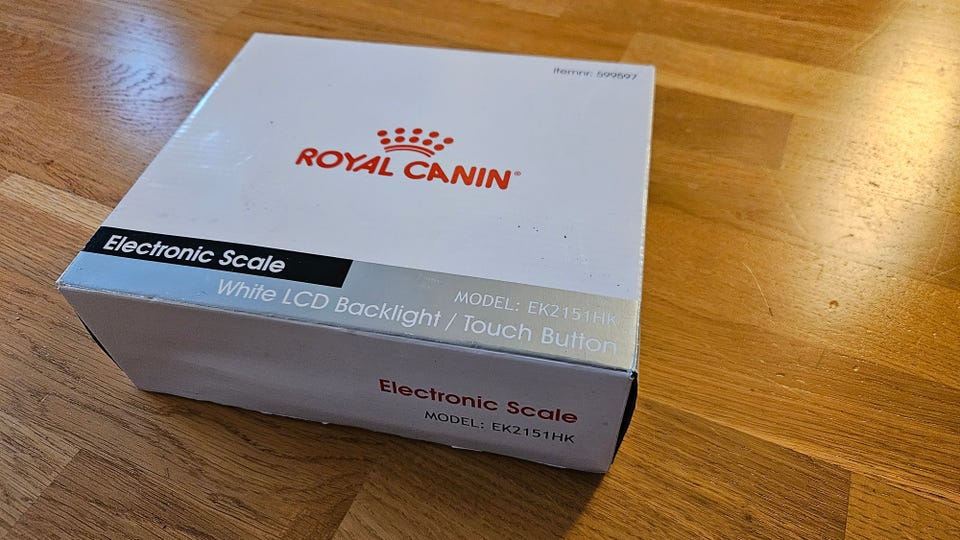 itemnr: 599597
ROYAL CANIN®
Electronic Scale
MODEL: EK2151HK
White LCD Backlight / Touch Button
Electronic Scale
MODEL: EK2151HK